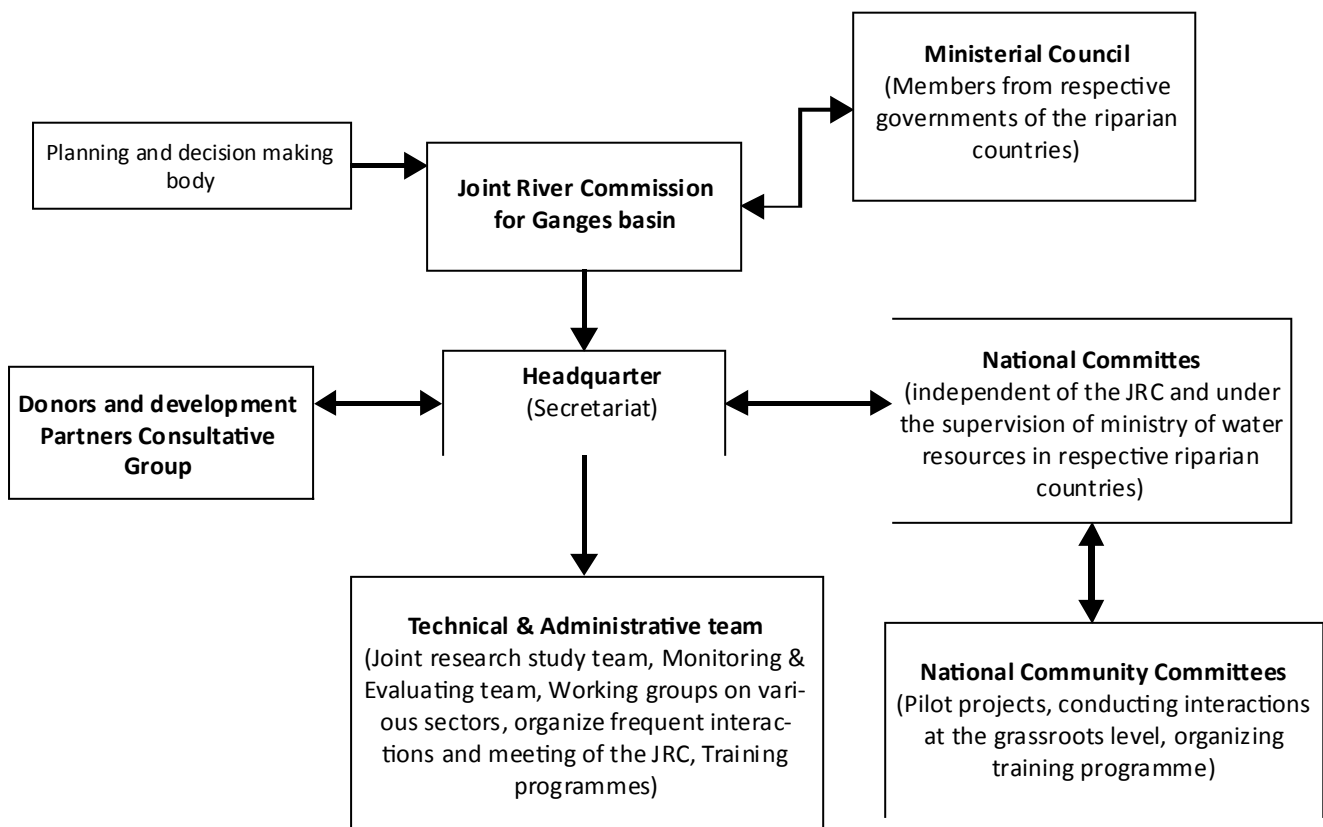 Ministerial Council
(Members from respective
governments of the riparian
countries)
Planning and decision making
body
Joint River Commission
for Ganges basin
Headquarter
(Secretariat)
National Committes
(independent of the JRC and under
the supervision of ministry of water
resources in respective riparian
countries)
Donors and development
Partners Consultative
Group
Technical & Administrative team
(Joint research study team, Monitoring &
Evaluating team, Working groups on vari-
ous sectors, organize frequent interac-
tions and meeting of the JRC, Training
programmes)
National Community Committees
(Pilot projects, conducting interactions
at the grassroots level, organizing
training programme)